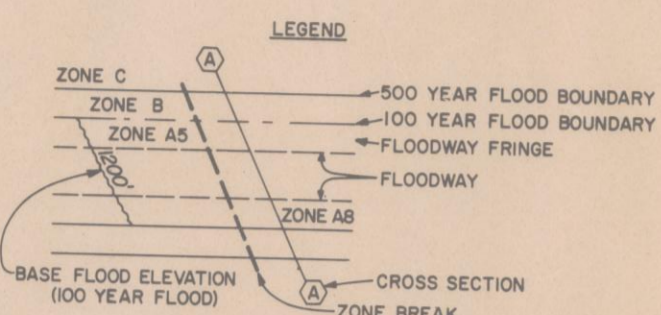 LEGEND
A
ZONE C
500 YEAR FLOOD BOUNDARY
ZONE B
100 YEAR FLOOD BOUNDARY
ZONE A5
FLOODWAY FRINGE
1200'
FLOODWAY
ZONE A8
BASE FLOOD ELEVATION
(100 YEAR FLOOD)
A
CROSS SECTION
ZONE BREAK